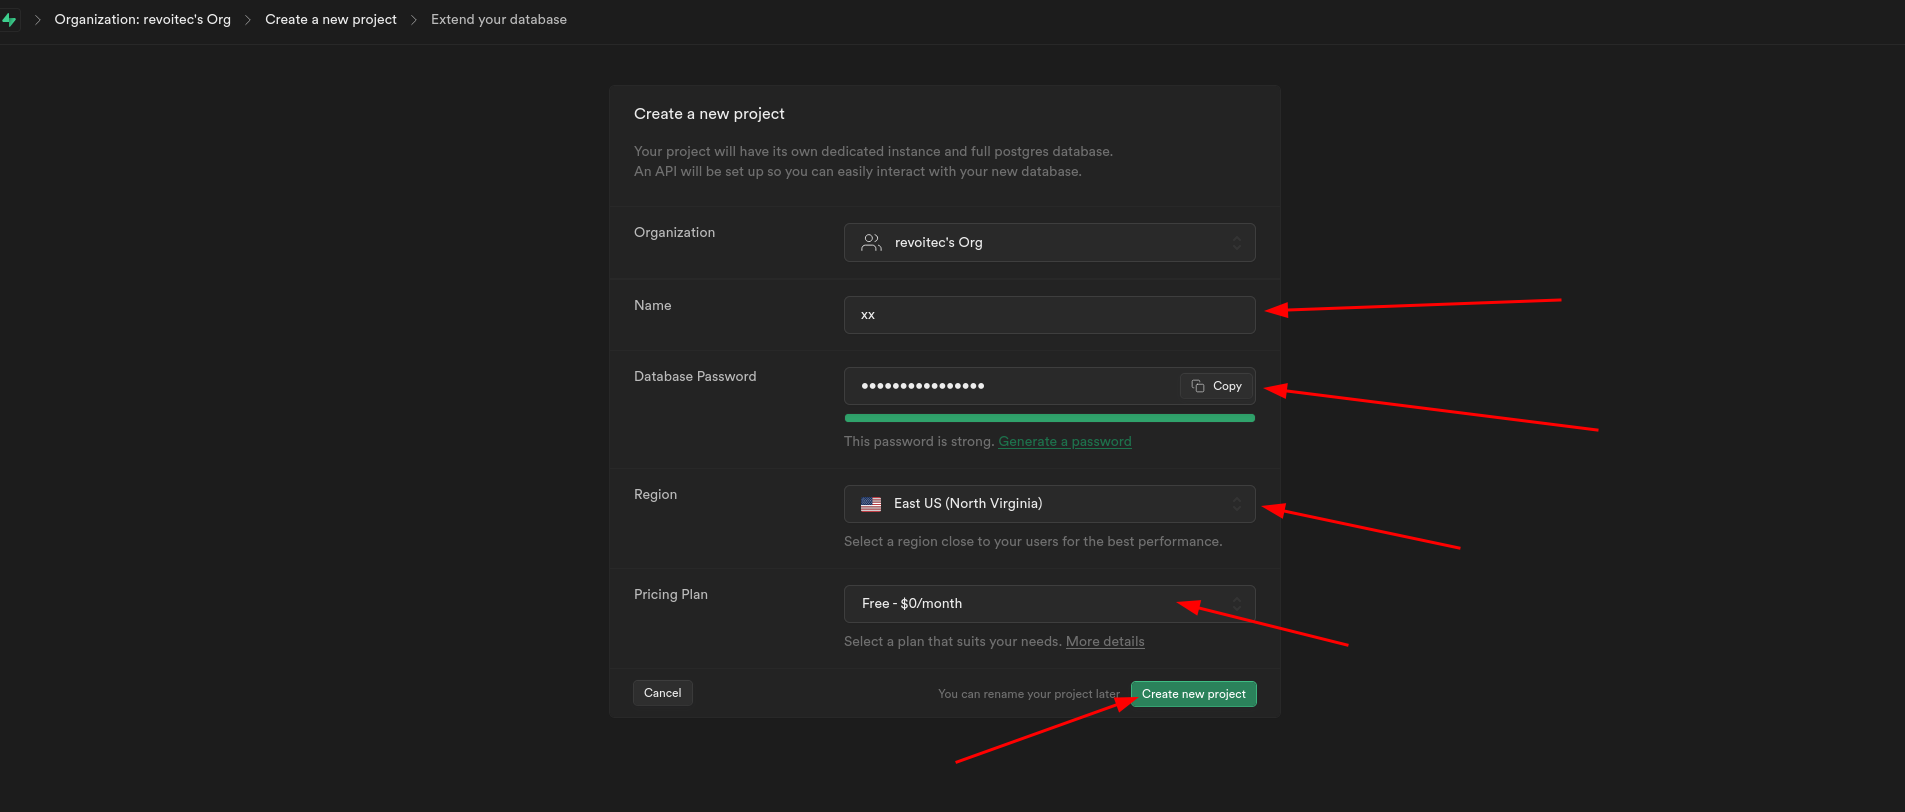 Organization: revoitec's Org > Create a new project > Extend your database
Create a new project
Your project will have its own dedicated instance and full postgres database.
An API will be set up so you can easily interact with your new database.
Organization
revoitec's Org
Name
xx
Database Password
••••••••••••••••
Copy
This password is strong. Generate a password
Region
East US (North Virginia)
Select a region close to your users for the best performance.
Pricing Plan
Free - $0/month
Select a plan that suits your needs. More details
Cancel
You can rename your project later
Create new project